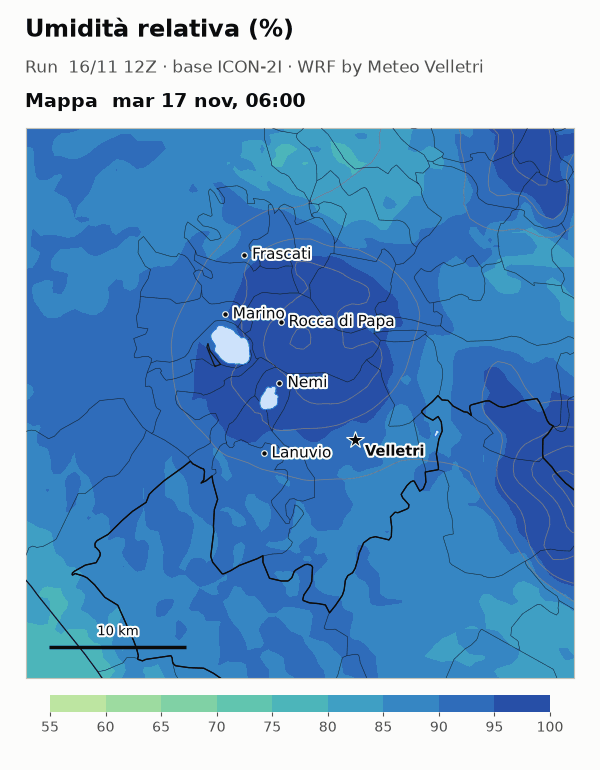 Umidità relativa (%)
Run  16/11 12Z · base ICON-2I · WRF by Meteo Velletri
Mappa  mar 17 nov, 06:00
Frascati
Marino
Rocca di Papa
Nemi
Velletri
Lanuvio
10 km
55 60 65 70 75 80 85 90 95 100